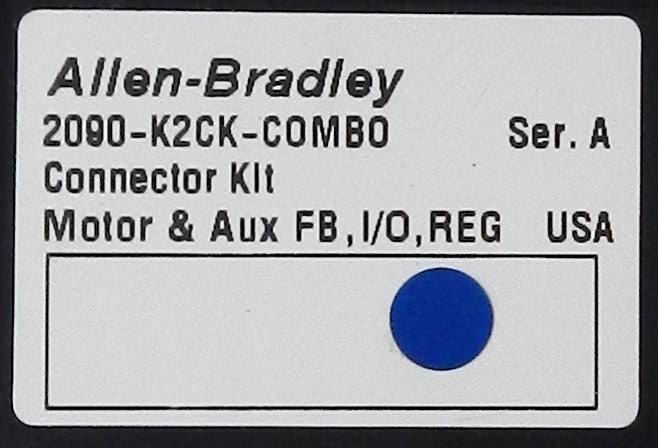 Allen-Bradley
2090-K2CK-COMBO Ser. A
Connector KIt
Motor & Aux FB,I/O,REG USA